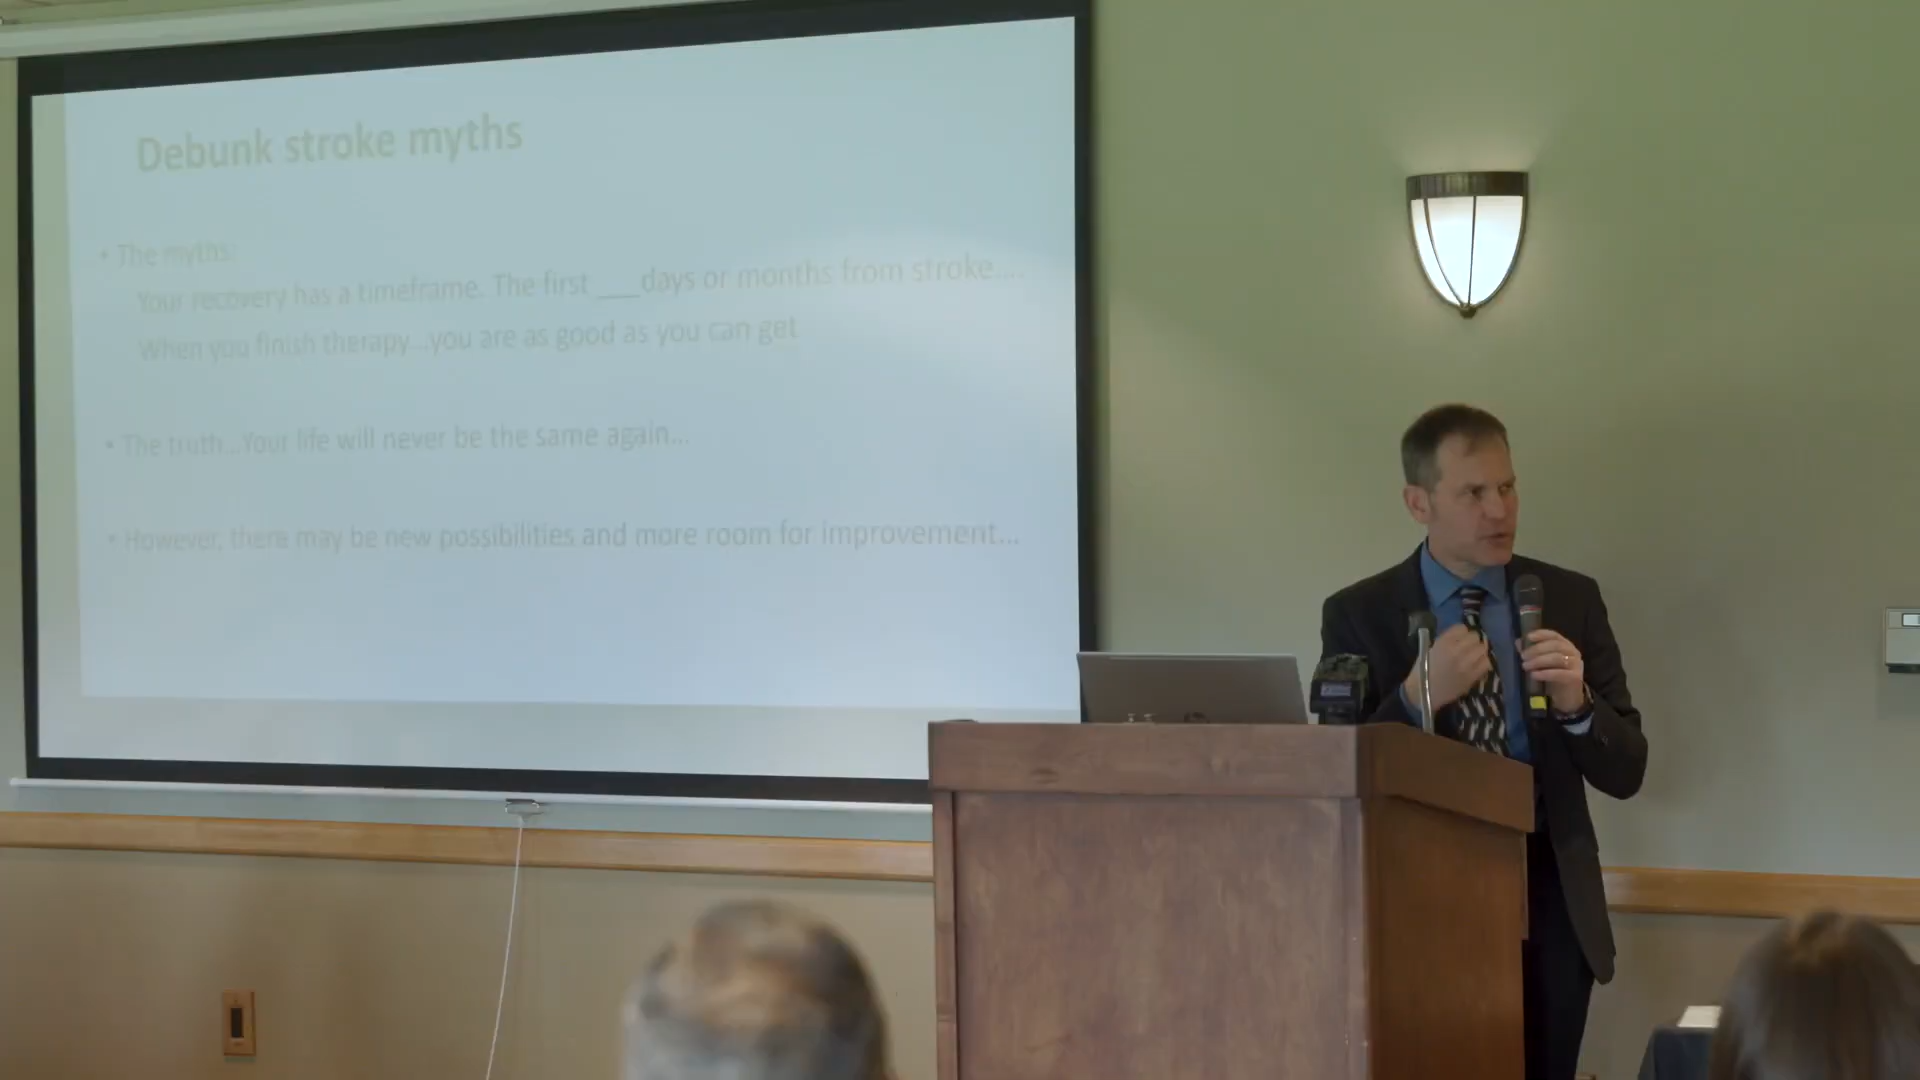 Debunk stroke myths
• The myths:
Your recovery has a timeframe. The first ___days or months from stroke....
When you finish therapy...you are as good as you can get
• The truth...Your life will never be the same again...
• However, there may be new possibilities and more room for improvement...